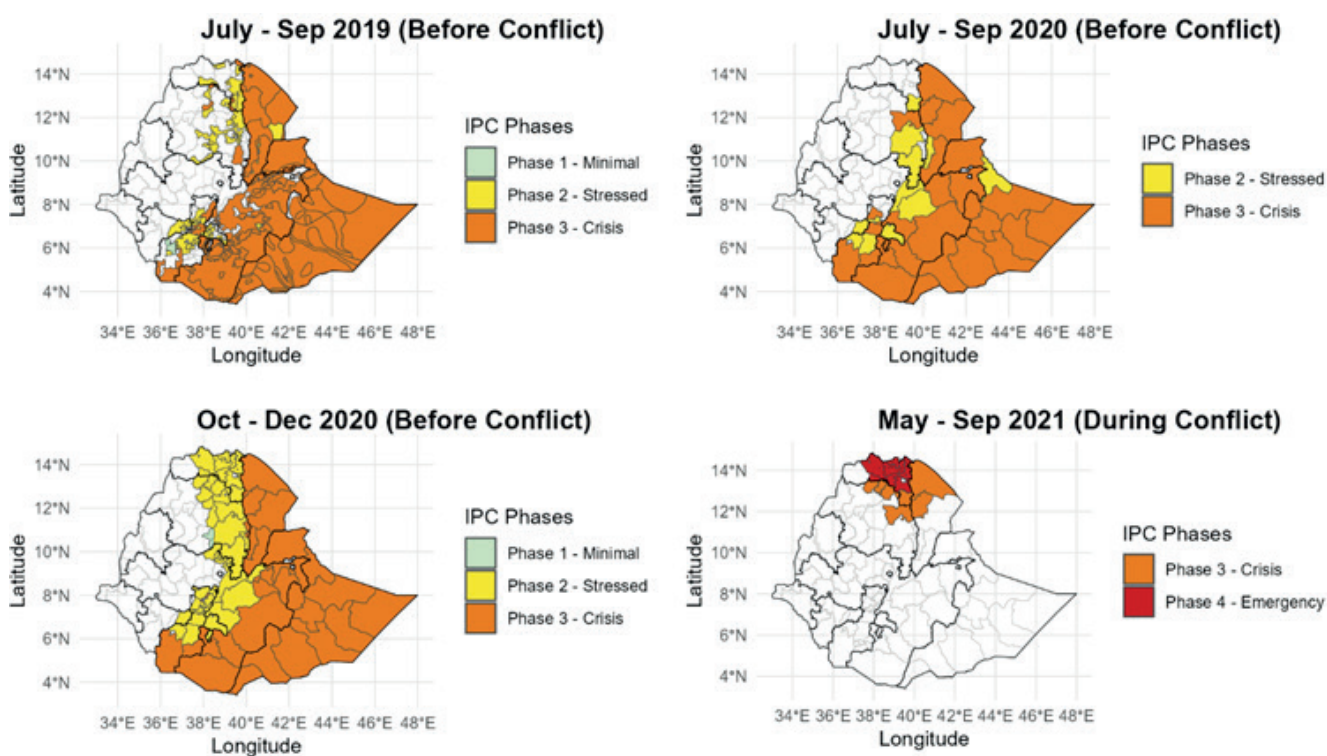 July - Sep 2019 (Before Conflict)
14°N
12°N
10°N
8°N
6°N
4°N
Latitude
34°E 36°E 38°E 40°E 42°E 44°E 46°E 48°E
Longitude
IPC Phases
Phase 1 - Minimal
Phase 2 - Stressed
Phase 3 - Crisis
July - Sep 2020 (Before Conflict)
14°N
12°N
10°N
8°N
6°N
4°N
Latitude
34°E 36°E 38°E 40°E 42°E 44°E 46°E 48°E
Longitude
IPC Phases
Phase 2 - Stressed
Phase 3 - Crisis
Oct - Dec 2020 (Before Conflict)
14°N
12°N
10°N
8°N
6°N
4°N
Latitude
34°E 36°E 38°E 40°E 42°E 44°E 46°E 48°E
Longitude
IPC Phases
Phase 1 - Minimal
Phase 2 - Stressed
Phase 3 - Crisis
May - Sep 2021 (During Conflict)
14°N
12°N
10°N
8°N
6°N
4°N
Latitude
34°E 36°E 38°E 40°E 42°E 44°E 46°E 48°E
Longitude
IPC Phases
Phase 3 - Crisis
Phase 4 - Emergency